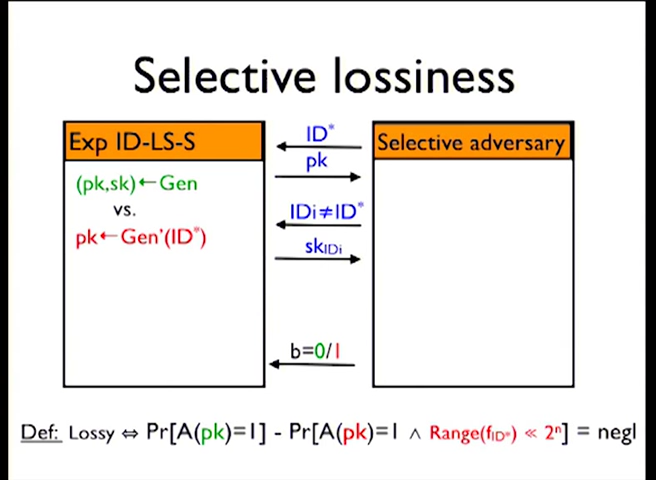 Selective lossiness
Exp ID-LS-S
(pk,sk)←Gen
vs.
pk←Gen'(ID*)
ID*
pk
IDi≠ID*
skIDi
b=0/1
Selective adversary
Def: Lossy ⇔ Pr[A(pk)=1] - Pr[A(pk)=1 ∧ Range(fID*) ≪ 2ⁿ] = negl